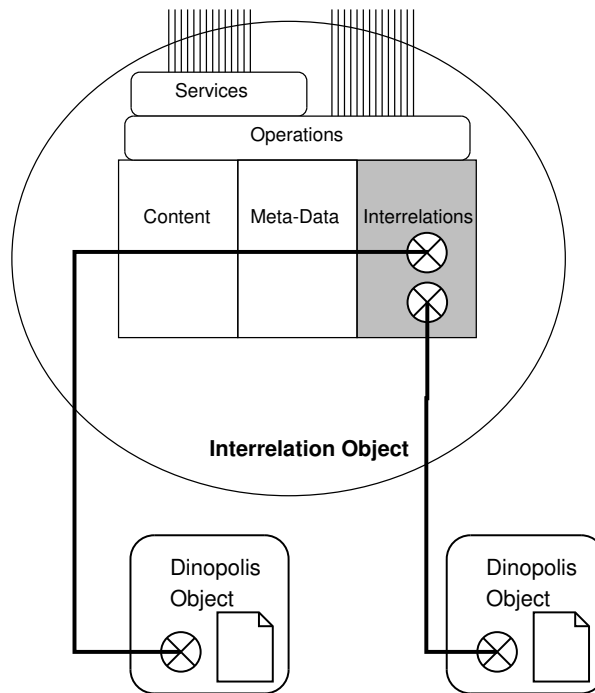 Services
Operations
Content
Meta-Data
Interrelations
Interrelation Object
Dinopolis
Object
Dinopolis
Object